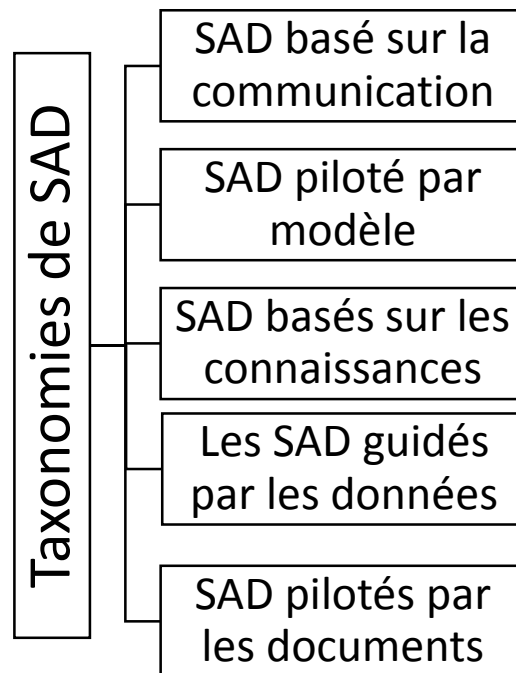 Taxonomies de SAD
SAD basé sur la
communication
SAD piloté par
modèle
SAD basés sur les
connaissances
Les SAD guidés
par les données
SAD pilotés par
les documents